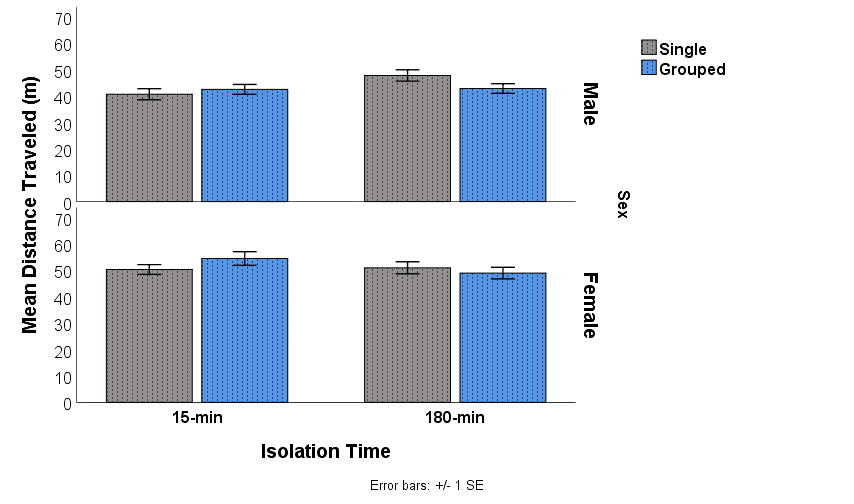 70
60
50
40
30
20
10
0
70
60
50
40
30
20
10
0
Mean Distance Traveled (m)
15-min
180-min
Isolation Time
Male
Female
Sex
Single
Grouped
Error bars: +/- 1 SE